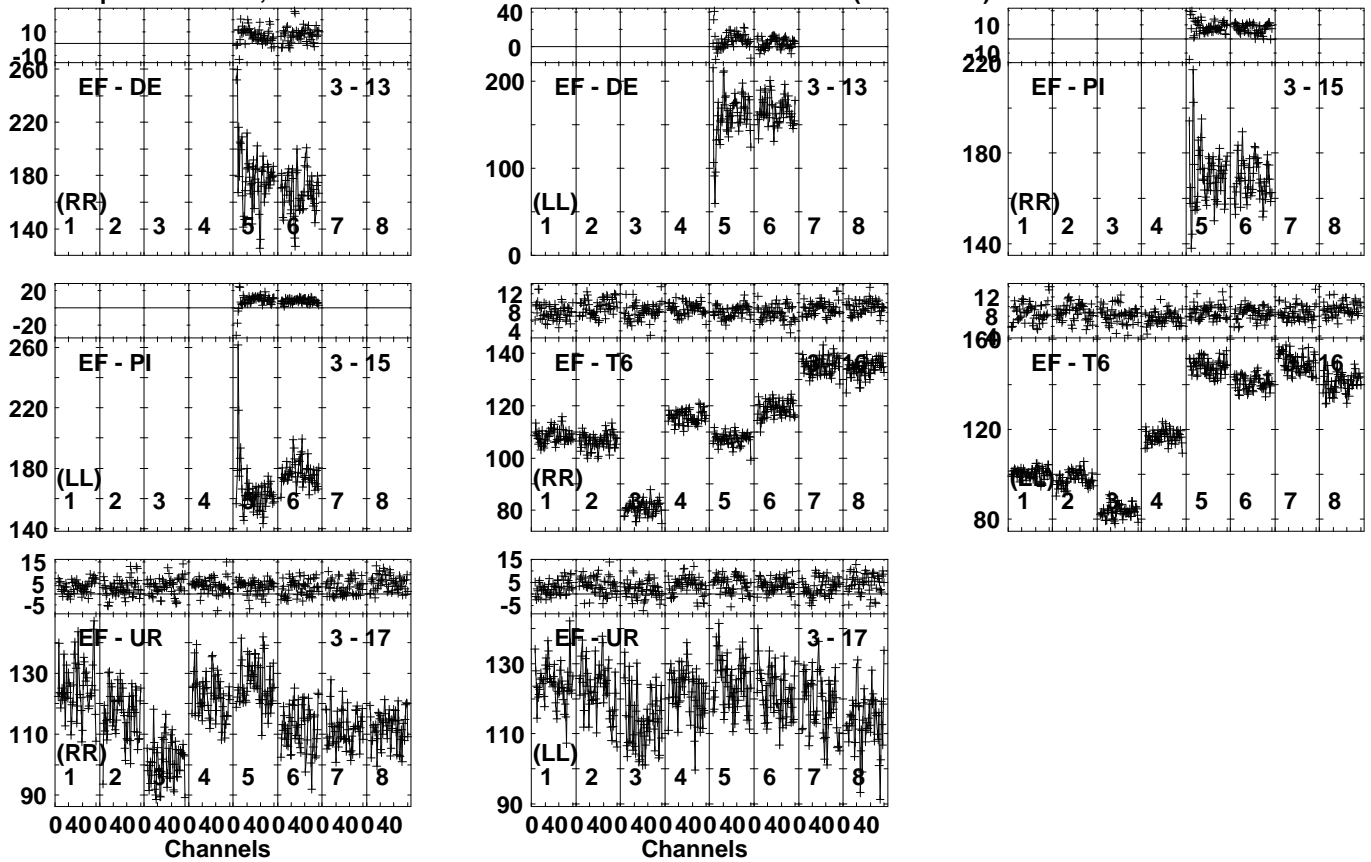 10 -10 260 220 180 140
EF - DE 3 - 13
(RR)
1 2 3 4 5 6 7 8
40 0 200 100 0
EF - DE 3 - 13
(LL)
1 2 3 4 5 6 7 8
10 -10 220 180 140
EF - PI 3 - 15
(RR)
1 2 3 4 5 6 7 8
20 -20 260 220 180 140
EF - PI 3 - 15
(LL)
1 2 3 4 5 6 7 8
12 8 4 140 120 100 80
EF - T6
(RR)
1 2 3 4 5 6 7 8
12 8 4 160 120 80
EF - T6 16
(LL)
1 2 3 4 5 6 7 8
15 5 -5 130 110 90
EF - UR 3 - 17
(RR)
1 2 3 4 5 6 7 8
0 40 0 40 0 40 0 40 0 40 0 40 0 40 0 40
Channels
15 5 -5 130 110 90
EF - UR 3 - 17
(LL)
1 2 3 4 5 6 7 8
0 40 0 40 0 40 0 40 0 40 0 40 0 40 0 40
Channels